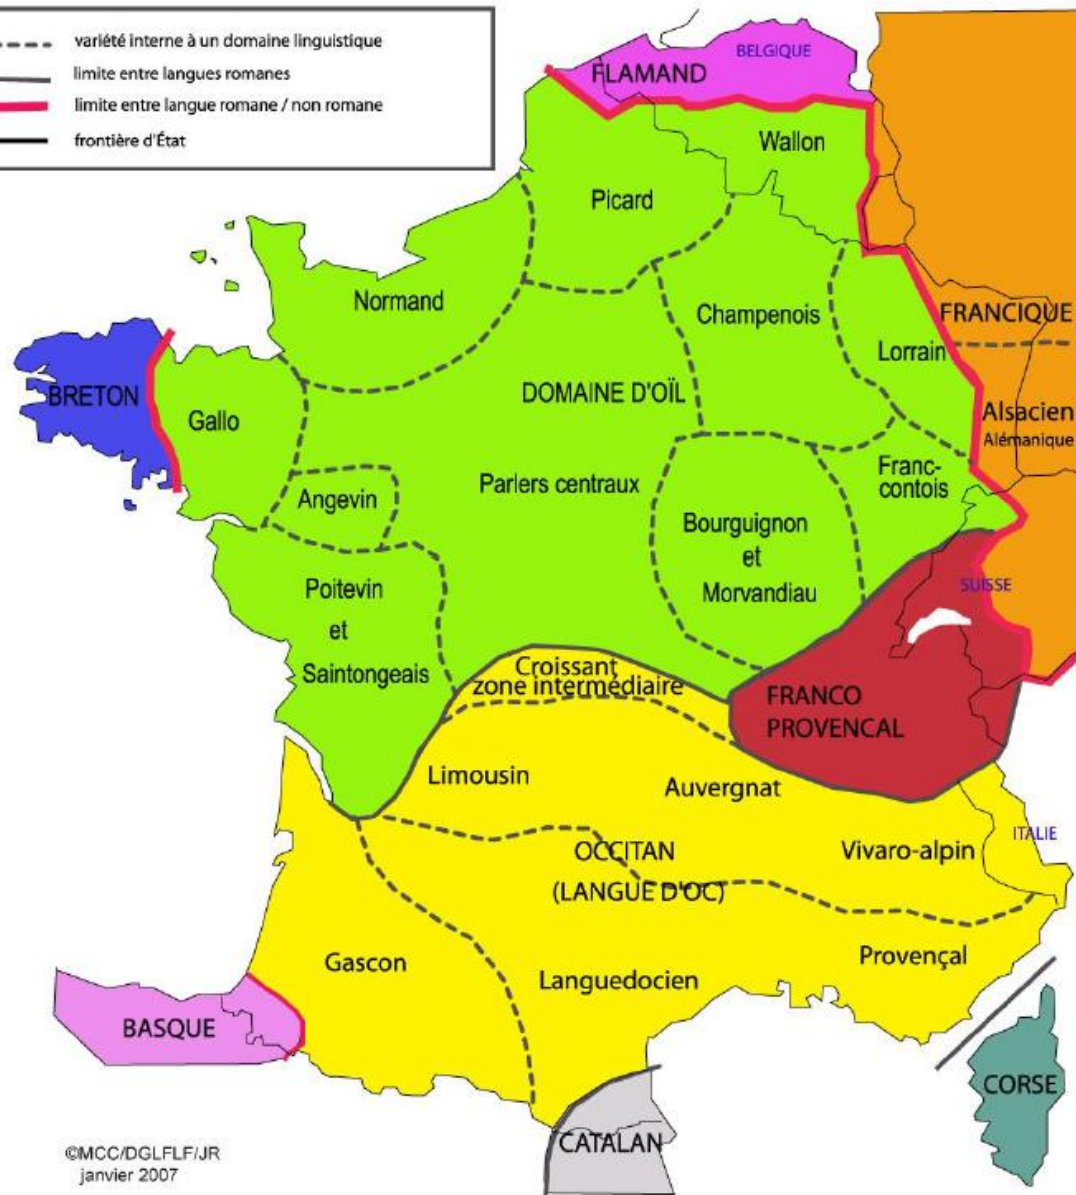 variété interne à un domaine linguistique
limite entre langues romanes
limite entre langue romane / non romane
frontière d'État
BELGIQUE
FLAMAND
Wallon
Picard
Normand
Champenois
FRANCIQUE
Lorrain
BRETON
Gallo
DOMAINE D'OÏL
Alsacien
Alémanique
Angevin
Parlers centraux
Franc-
contois
Bourguignon
et
Morvandiau
Poitevin
et
Saintongeais
SUISSE
Croissant
zone intermédiaire
FRANCO
PROVENCAL
Limousin
Auvergnat
ITALIE
OCCITAN
(LANGUE D'OC)
Vivaro-alpin
Gascon
Languedocien
Provençal
BASQUE
CORSE
CATALAN
©MCC/DGLFLF/JR
janvier 2007